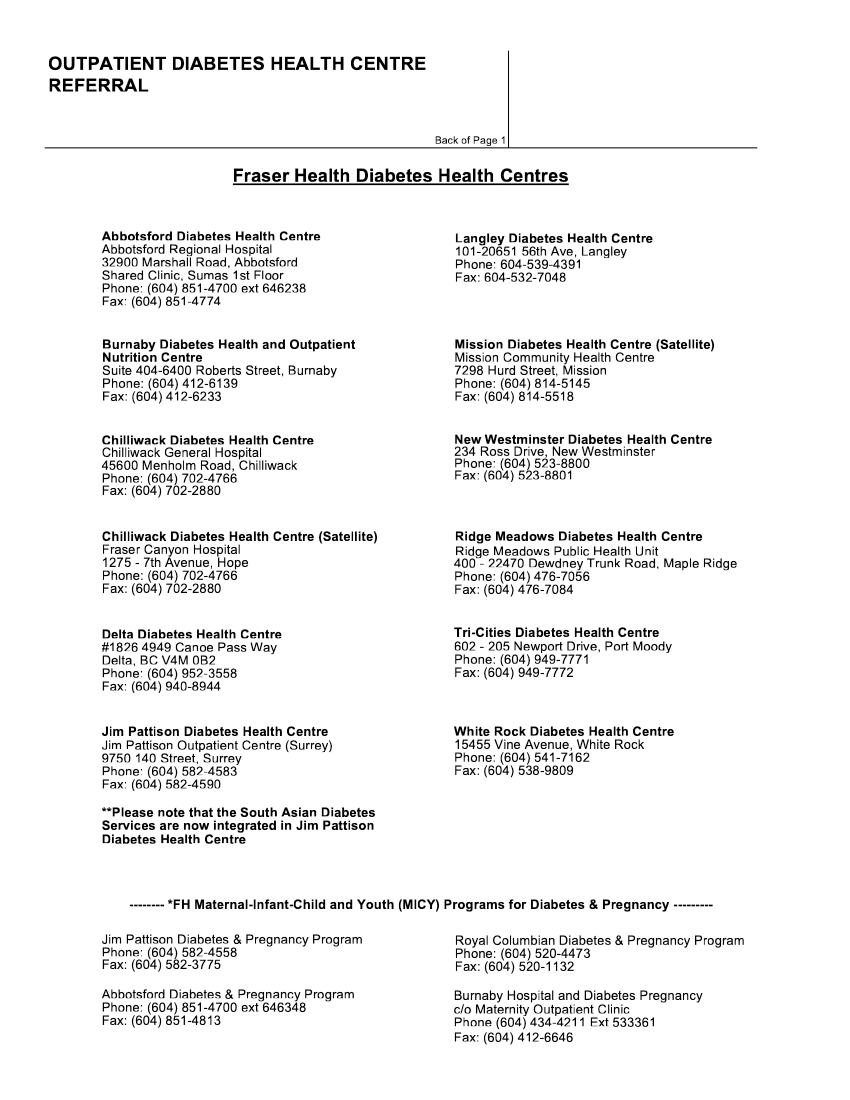 OUTPATIENT DIABETES HEALTH CENTRE
REFERRAL
Back of Page 1
Fraser Health Diabetes Health Centres
Abbotsford Diabetes Health Centre
Abbotsford Regional Hospital
32900 Marshall Road, Abbotsford
Shared Clinic, Sumas 1st Floor
Phone: (604) 851-4700 ext 646238
Fax: (604) 851-4774
Burnaby Diabetes Health and Outpatient
Nutrition Centre
Suite 404-6400 Roberts Street, Burnaby
Phone: (604) 412-6139
Fax: (604) 412-6233
Chilliwack Diabetes Health Centre
Chilliwack General Hospital
45600 Menholm Road, Chilliwack
Phone: (604) 702-4766
Fax: (604) 702-2880
Chilliwack Diabetes Health Centre (Satellite)
Fraser Canyon Hospital
1275 - 7th Avenue, Hope
Phone: (604) 702-4766
Fax: (604) 702-2880
Delta Diabetes Health Centre
#1826 4949 Canoe Pass Way
Delta, BC V4M 0B2
Phone: (604) 952-3558
Fax: (604) 940-8944
Jim Pattison Diabetes Health Centre
Jim Pattison Outpatient Centre (Surrey)
9750 140 Street, Surrey
Phone: (604) 582-4583
Fax: (604) 582-4590
**Please note that the South Asian Diabetes
Services are now integrated in Jim Pattison
Diabetes Health Centre
Langley Diabetes Health Centre
101-20651 56th Ave, Langley
Phone: 604-539-4391
Fax: 604-532-7048
Mission Diabetes Health Centre (Satellite)
Mission Community Health Centre
7298 Hurd Street, Mission
Phone: (604) 814-5145
Fax: (604) 814-5518
New Westminster Diabetes Health Centre
234 Ross Drive, New Westminster
Phone: (604) 523-8800
Fax: (604) 523-8801
Ridge Meadows Diabetes Health Centre
Ridge Meadows Public Health Unit
400 - 22470 Dewdney Trunk Road, Maple Ridge
Phone: (604) 476-7056
Fax: (604) 476-7084
Tri-Cities Diabetes Health Centre
602 - 205 Newport Drive, Port Moody
Phone: (604) 949-7771
Fax: (604) 949-7772
White Rock Diabetes Health Centre
15455 Vine Avenue, White Rock
Phone: (604) 541-7162
Fax: (604) 538-9809
-------- *FH Maternal-Infant-Child and Youth (MICY) Programs for Diabetes & Pregnancy ---------
Jim Pattison Diabetes & Pregnancy Program
Phone: (604) 582-4558
Fax: (604) 582-3775
Abbotsford Diabetes & Pregnancy Program
Phone: (604) 851-4700 ext 646348
Fax: (604) 851-4813
Royal Columbian Diabetes & Pregnancy Program
Phone: (604) 520-4473
Fax: (604) 520-1132
Burnaby Hospital and Diabetes Pregnancy
c/o Maternity Outpatient Clinic
Phone (604) 434-4211 Ext 533361
Fax: (604) 412-6646